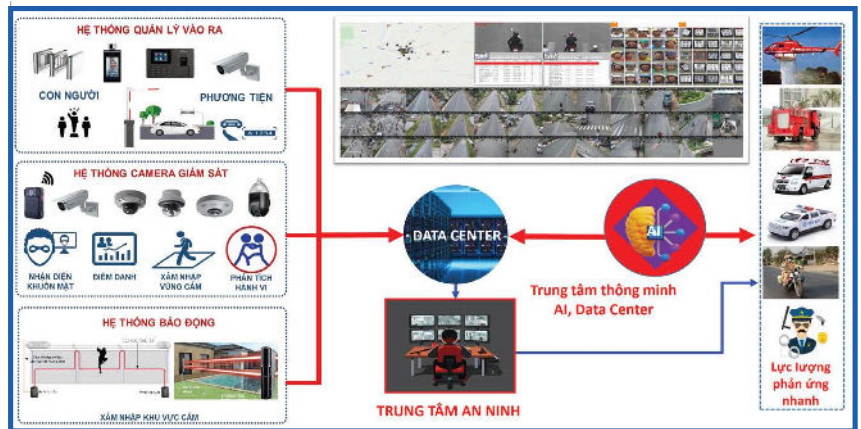 HỆ THỐNG QUẢN LÝ VÀO RA
CON NGƯỜI
PHƯƠNG TIỆN
HỆ THỐNG CAMERA GIÁM SÁT
NHẬN DIỆN
KHUÔN MẶT
ĐIỂM DANH
XÂM NHẬP
VÙNG CẤM
PHÂN TÍCH
HÀNH VI
HỆ THỐNG BÁO ĐỘNG
XÂM NHẬP KHU VỰC CẤM
DATA CENTER
TRUNG TÂM AN NINH
AI
Trung tâm thông minh
AI, Data Center
Lực lượng
phản ứng
nhanh